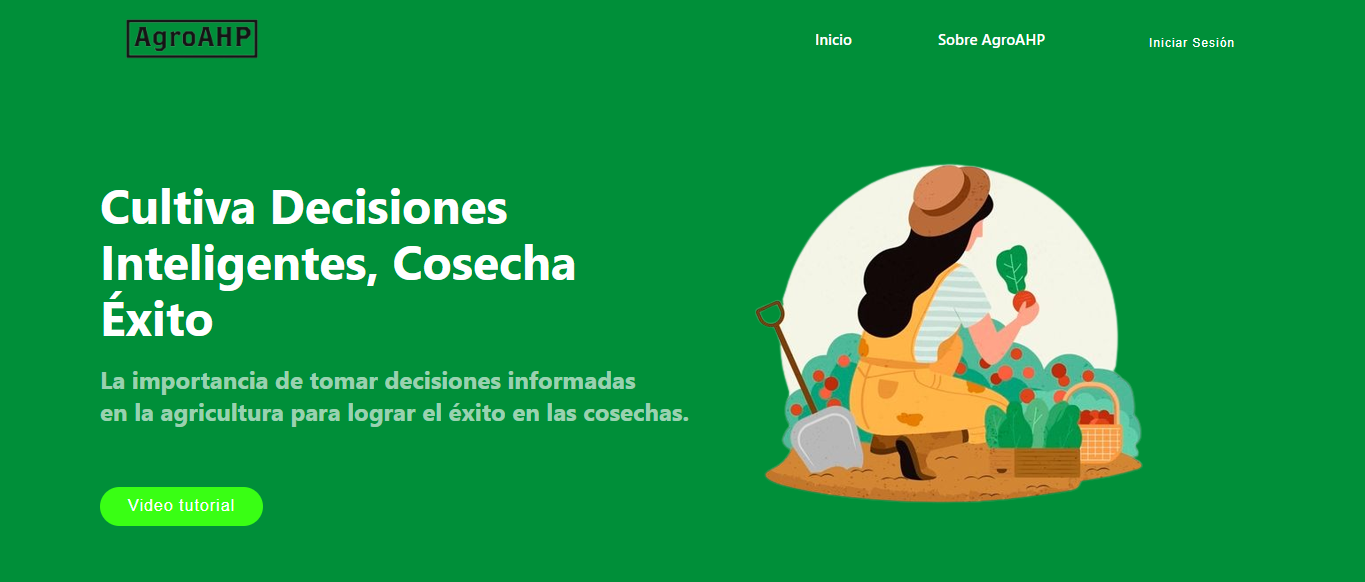 AgroAHP
Inicio
Sobre AgroAHP
Iniciar Sesión
Cultiva Decisiones
Inteligentes, Cosecha
Éxito
La importancia de tomar decisiones informadas
en la agricultura para lograr el éxito en las cosechas.
Video tutorial